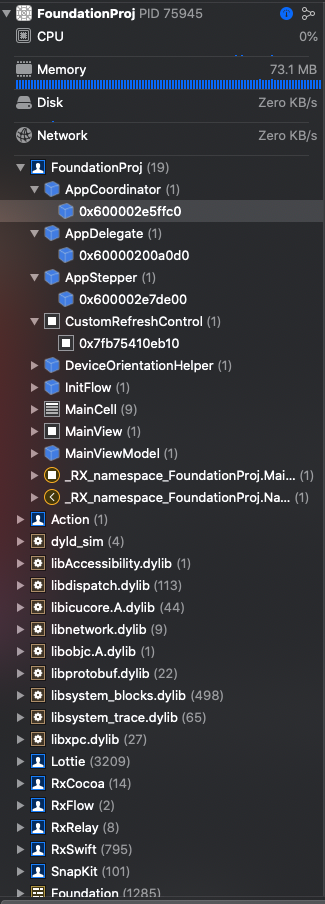 FoundationProj PID 75945
CPU 0%
Memory 73.1 MB
Disk Zero KB/s
Network Zero KB/s
FoundationProj (19)
AppCoordinator (1)
0x600002e5ffc0
AppDelegate (1)
0x60000200a0d0
AppStepper (1)
0x600002e7de00
CustomRefreshControl (1)
0x7fb75410eb10
DeviceOrientationHelper (1)
InitFlow (1)
MainCell (9)
MainView (1)
MainViewModel (1)
_RX_namespace_FoundationProj.Mai... (1)
_RX_namespace_FoundationProj.Na... (1)
Action (1)
dyld_sim (4)
libAccessibility.dylib (1)
libdispatch.dylib (113)
libicucore.A.dylib (44)
libnetwork.dylib (9)
libobjc.A.dylib (1)
libprotobuf.dylib (22)
libsystem_blocks.dylib (498)
libsystem_trace.dylib (65)
libxpc.dylib (27)
Lottie (3209)
RxCocoa (14)
RxFlow (2)
RxRelay (8)
RxSwift (795)
SnapKit (101)
Foundation (1285)